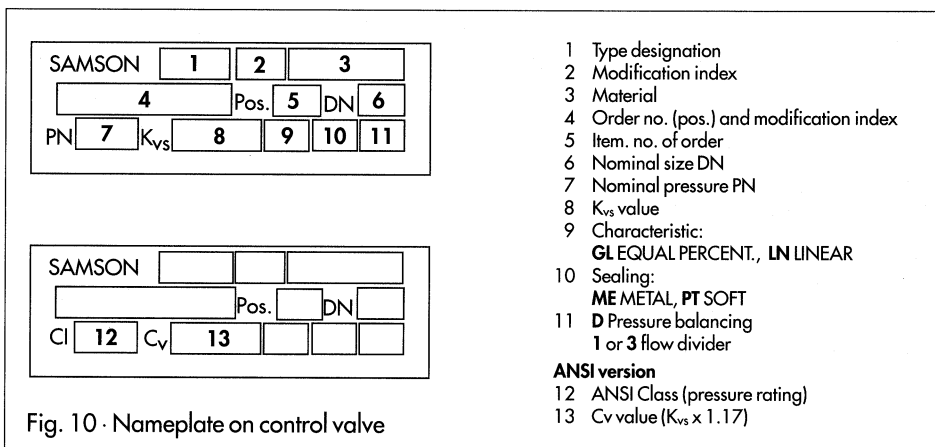 SAMSON 1 2 3
4 Pos. 5 DN 6
PN 7 Kvs 8 9 10 11
SAMSON
Pos. DN
Cl 12 Cv 13
Fig. 10 · Nameplate on control valve
1 Type designation
2 Modification index
3 Material
4 Order no. (pos.) and modification index
5 Item. no. of order
6 Nominal size DN
7 Nominal pressure PN
8 Kvs value
9 Characteristic:
GL EQUAL PERCENT., LN LINEAR
10 Sealing:
ME METAL, PT SOFT
11 D Pressure balancing
1 or 3 flow divider
ANSI version
12 ANSI Class (pressure rating)
13 Cv value (Kvs x 1.17)